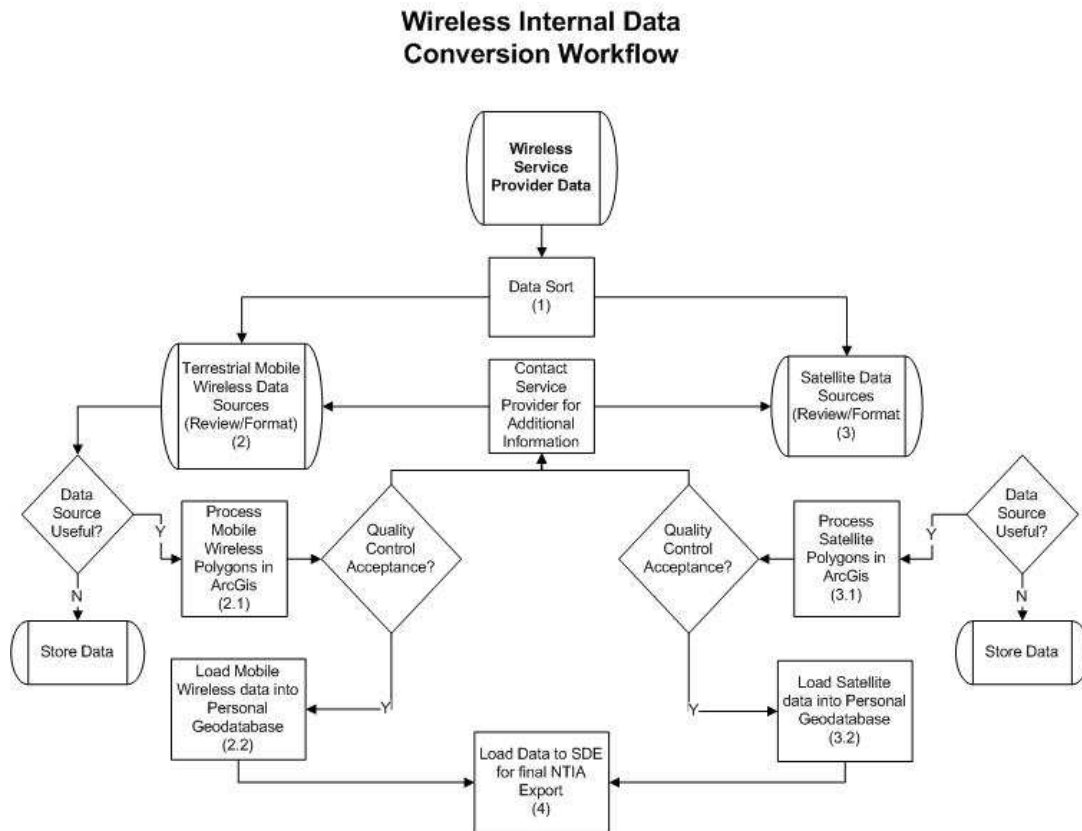 Wireless Internal Data
Conversion Workflow
Wireless
Service
Provider Data
Data Sort
(1)
Terrestrial Mobile
Wireless Data
Sources
(Review/Format)
(2)
Contact
Service
Provider for
Additional
Information
Satellite Data
Sources
(Review/Format
(3)
Data
Source
Useful?
Y
N
Store Data
Process
Mobile
Wireless
Polygons in
ArcGis
(2.1)
Quality
Control
Acceptance?
Y
Quality
Control
Acceptance?
Y
Process
Satellite
Polygons in
ArcGis
(3.1)
Data
Source
Useful?
Y
N
Store Data
Load Mobile
Wireless data into
Personal
Geodatabase
(2.2)
Load Satellite
data into Personal
Geodatabase
(3.2)
Load Data to SDE
for final NTIA
Export
(4)